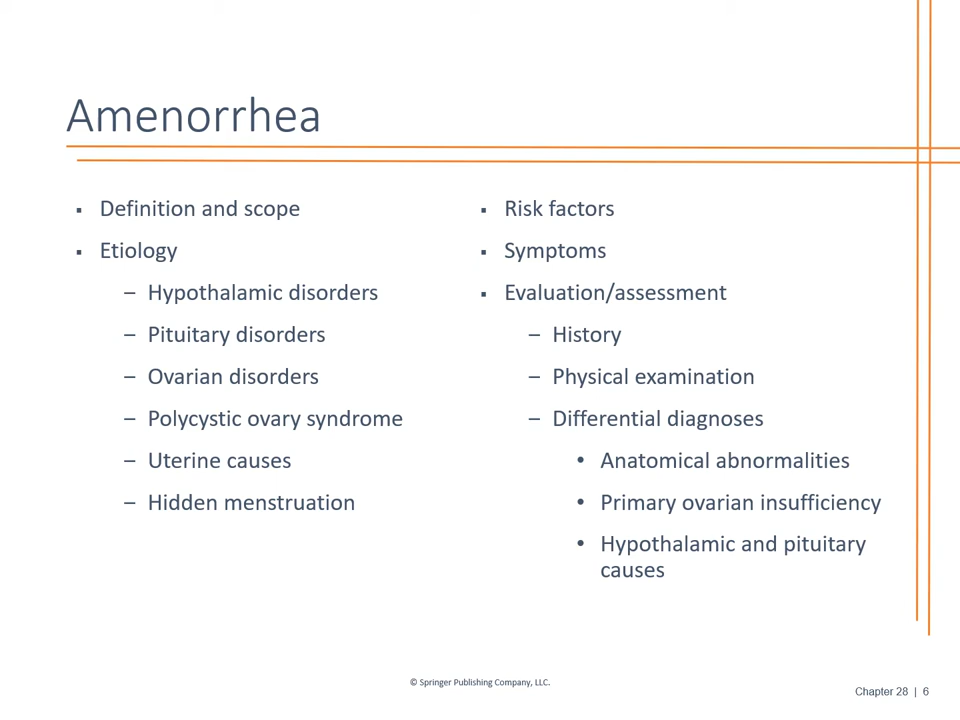 Amenorrhea
▪ Definition and scope
▪ Etiology
– Hypothalamic disorders
– Pituitary disorders
– Ovarian disorders
– Polycystic ovary syndrome
– Uterine causes
– Hidden menstruation
▪ Risk factors
▪ Symptoms
▪ Evaluation/assessment
– History
– Physical examination
– Differential diagnoses
• Anatomical abnormalities
• Primary ovarian insufficiency
• Hypothalamic and pituitary
causes
© Springer Publishing Company, LLC.
Chapter 28 | 6